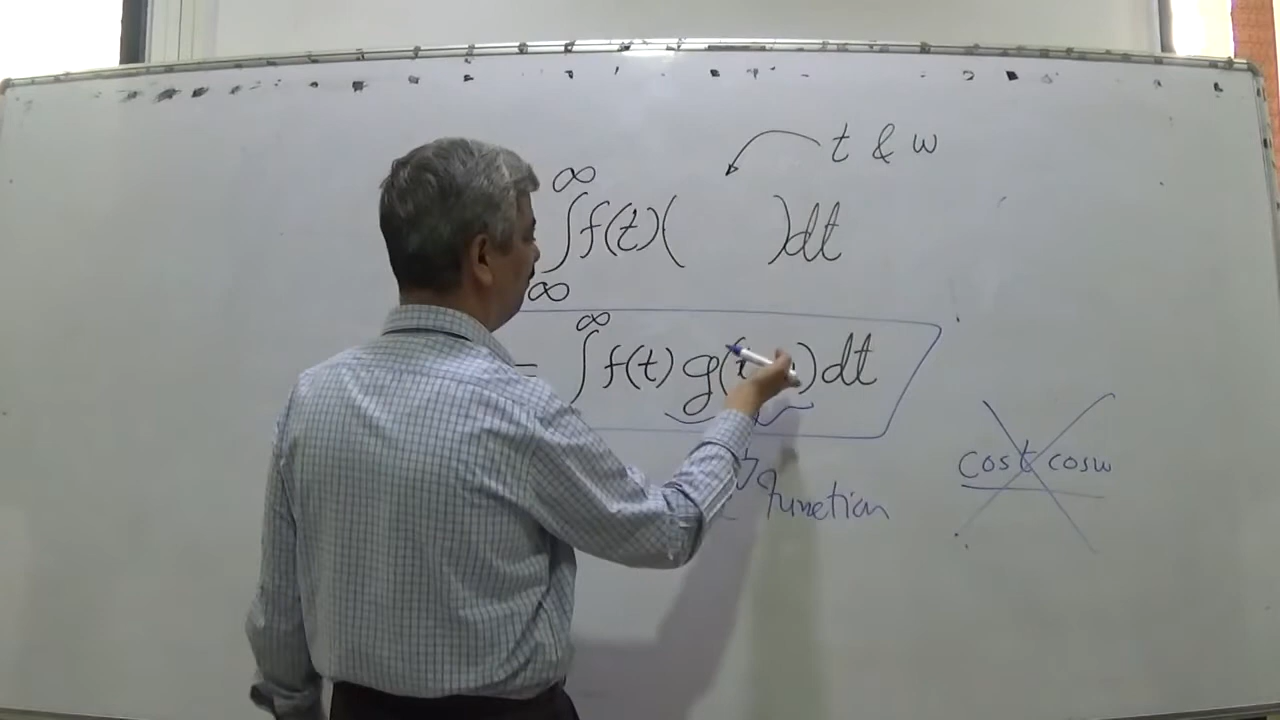 t & w
∞
∫ f(t)( )dt
∞
∞
= ∫ f(t) g( )dt
function
cost cosw